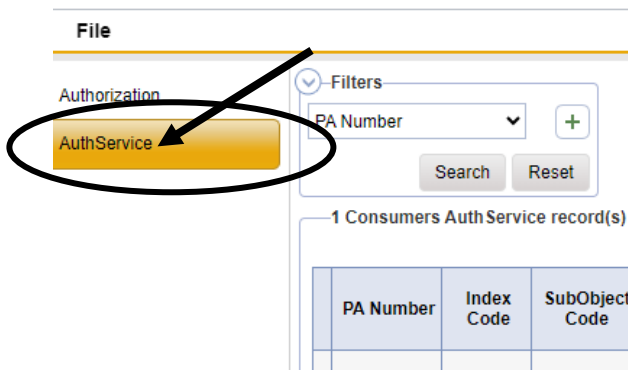 File
Authorization
AuthService
Filters
PA Number
+
Search Reset
1 Consumers AuthService record(s)
PA Number
Index
Code
SubObject
Code